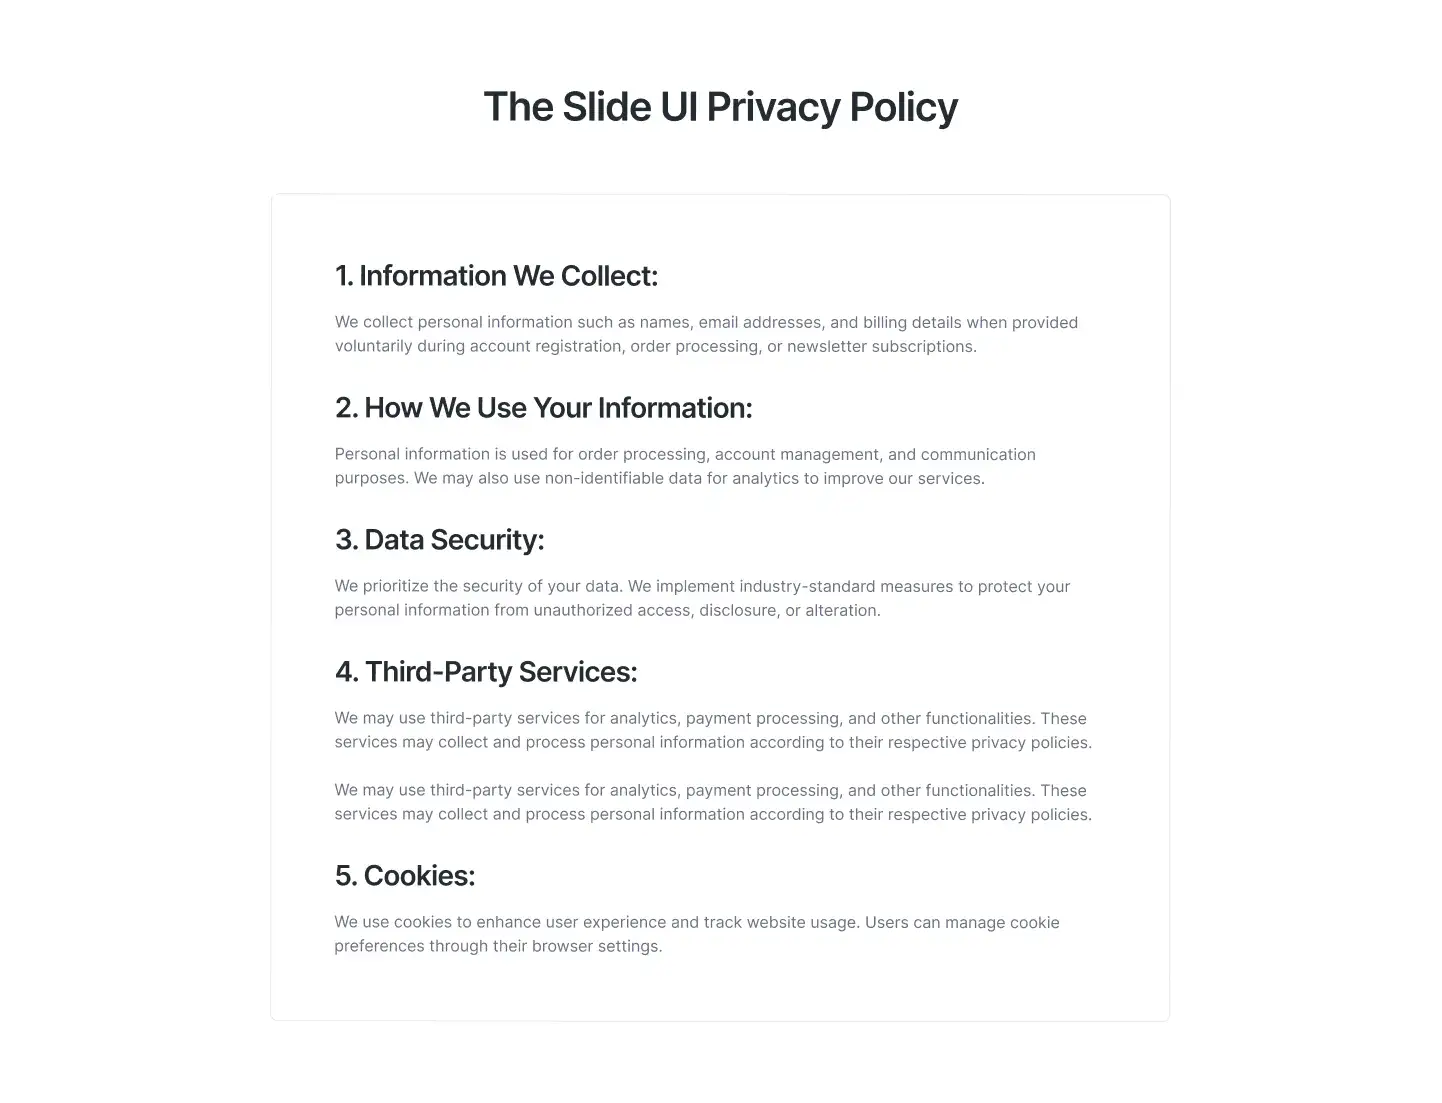 The Slide UI Privacy Policy
1. Information We Collect:
We collect personal information such as names, email addresses, and billing details when provided
voluntarily during account registration, order processing, or newsletter subscriptions.
2. How We Use Your Information:
Personal information is used for order processing, account management, and communication
purposes. We may also use non-identifiable data for analytics to improve our services.
3. Data Security:
We prioritize the security of your data. We implement industry-standard measures to protect your
personal information from unauthorized access, disclosure, or alteration.
4. Third-Party Services:
We may use third-party services for analytics, payment processing, and other functionalities. These
services may collect and process personal information according to their respective privacy policies.
We may use third-party services for analytics, payment processing, and other functionalities. These
services may collect and process personal information according to their respective privacy policies.
5. Cookies:
We use cookies to enhance user experience and track website usage. Users can manage cookie
preferences through their browser settings.